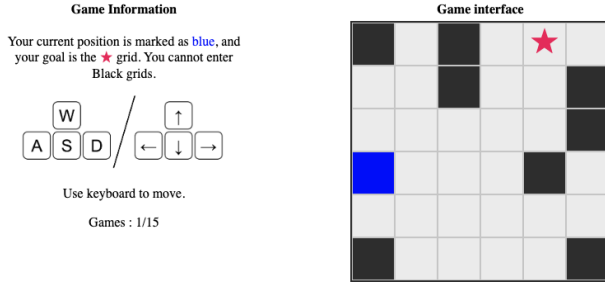 Game Information
Your current position is marked as blue, and
your goal is the ★ grid. You cannot enter
Black grids.
W
↑
A S D
← ↓ →
Use keyboard to move.
Games : 1/15
Game interface